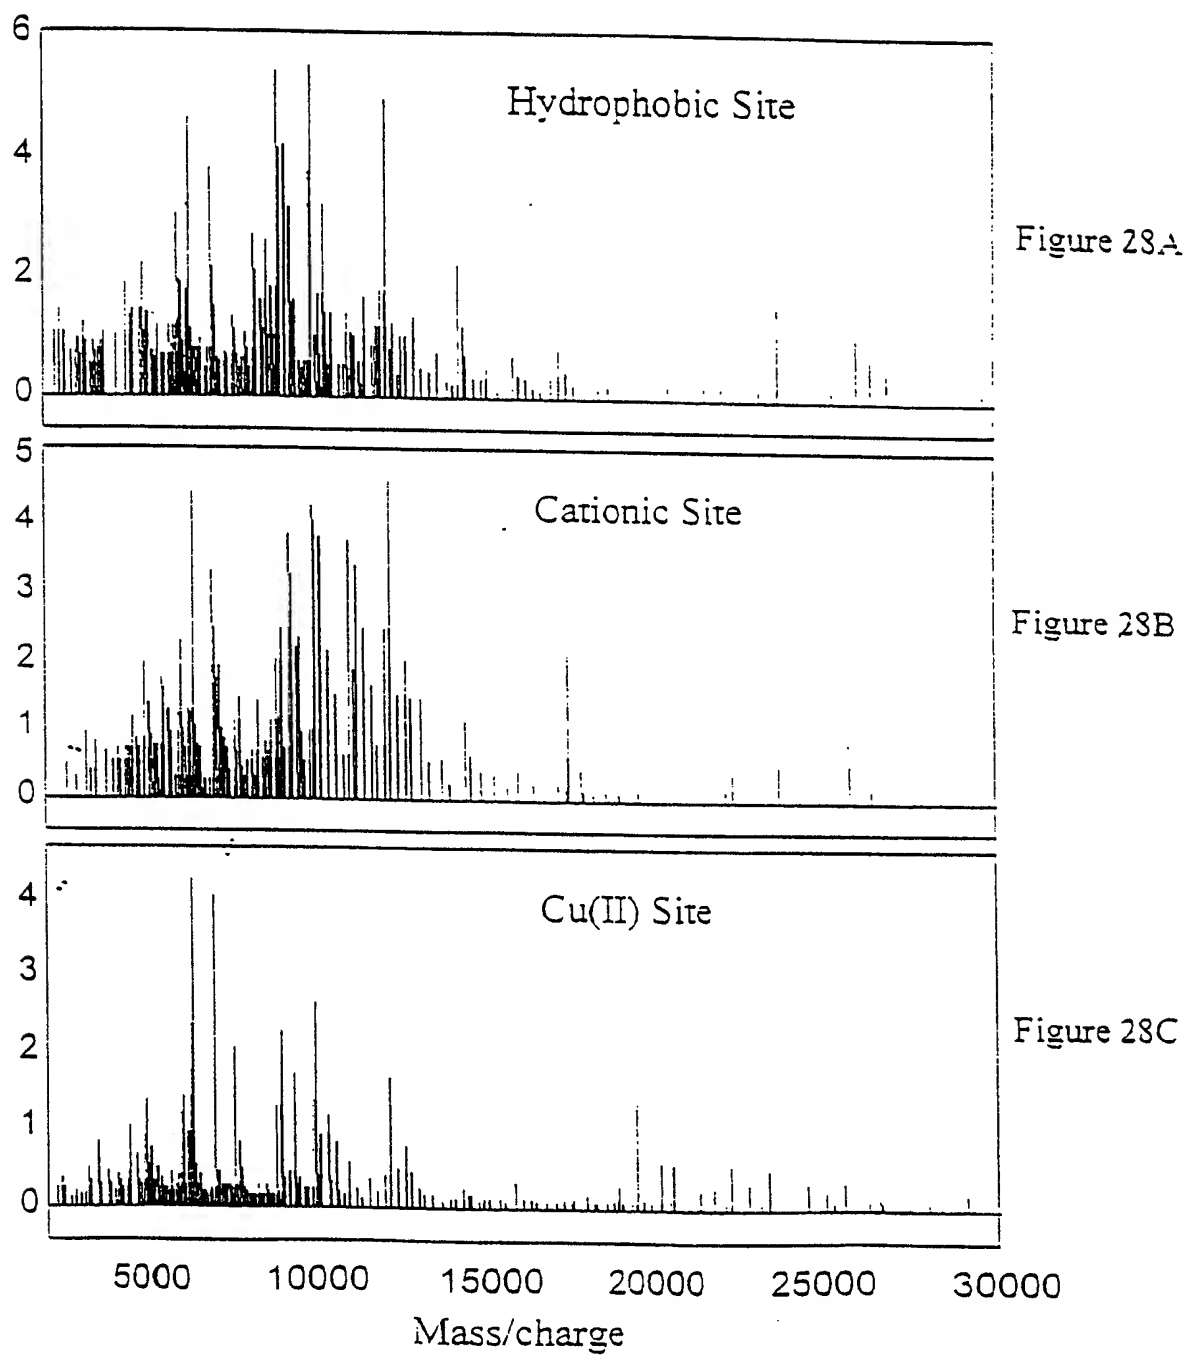 6
Hydrophobic Site
4
Figure 28A
2
0
5
4
Cationic Site
3
Figure 28B
2
1
0
4
Cu(II) Site
3
Figure 28C
2
1
0
5000 10000 15000 20000 25000 30000
Mass/charge